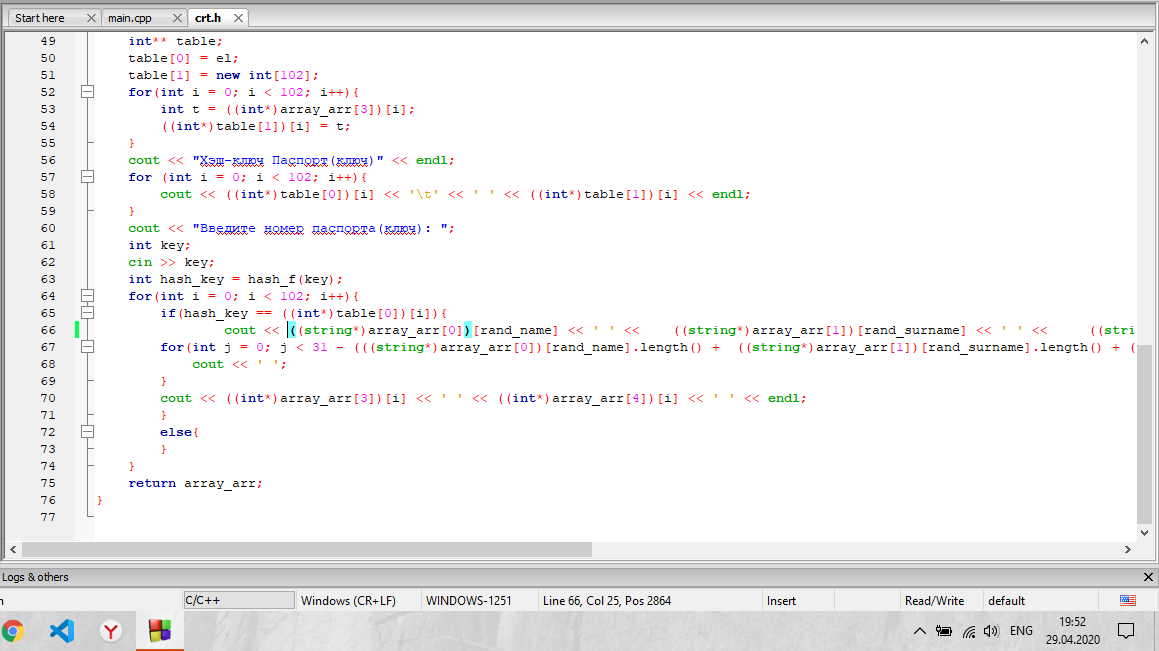 Start here
main.cpp
crt.h
49 int** table;
50 table[0] = el;
51 table[1] = new int[102];
52 for(int i = 0; i < 102; i++){
53 int t = ((int*)array_arr[3])[i];
54 ((int*)table[1])[i] = t;
55 }
56 cout << "Хэш-ключ Паспорт(ключ)" << endl;
57 for (int i = 0; i < 102; i++){
58 cout << ((int*)table[0])[i] << '\t' << ' ' << ((int*)table[1])[i] << endl;
59 }
60 cout << "Введите номер паспорта(ключ): ";
61 int key;
62 cin >> key;
63 int hash_key = hash_f(key);
64 for(int i = 0; i < 102; i++){
65 if(hash_key == ((int*)table[0])[i]){
66 cout << ((string*)array_arr[0])[rand_name] << ' ' << ((string*)array_arr[1])[rand_surname] << ' ' << ((stri
67 for(int j = 0; j < 31 - (((string*)array_arr[0])[rand_name].length() + ((string*)array_arr[1])[rand_surname].length() + (
68 cout << ' ';
69 }
70 cout << ((int*)array_arr[3])[i] << ' ' << ((int*)array_arr[4])[i] << ' ' << endl;
71 }
72 else{
73 }
74 }
75 return array_arr;
76 }
77
Logs & others
C/C++
Windows (CR+LF)
WINDOWS-1251
Line 66, Col 25, Pos 2864
Insert
Read/Write
default
ENG
19:52
29.04.2020